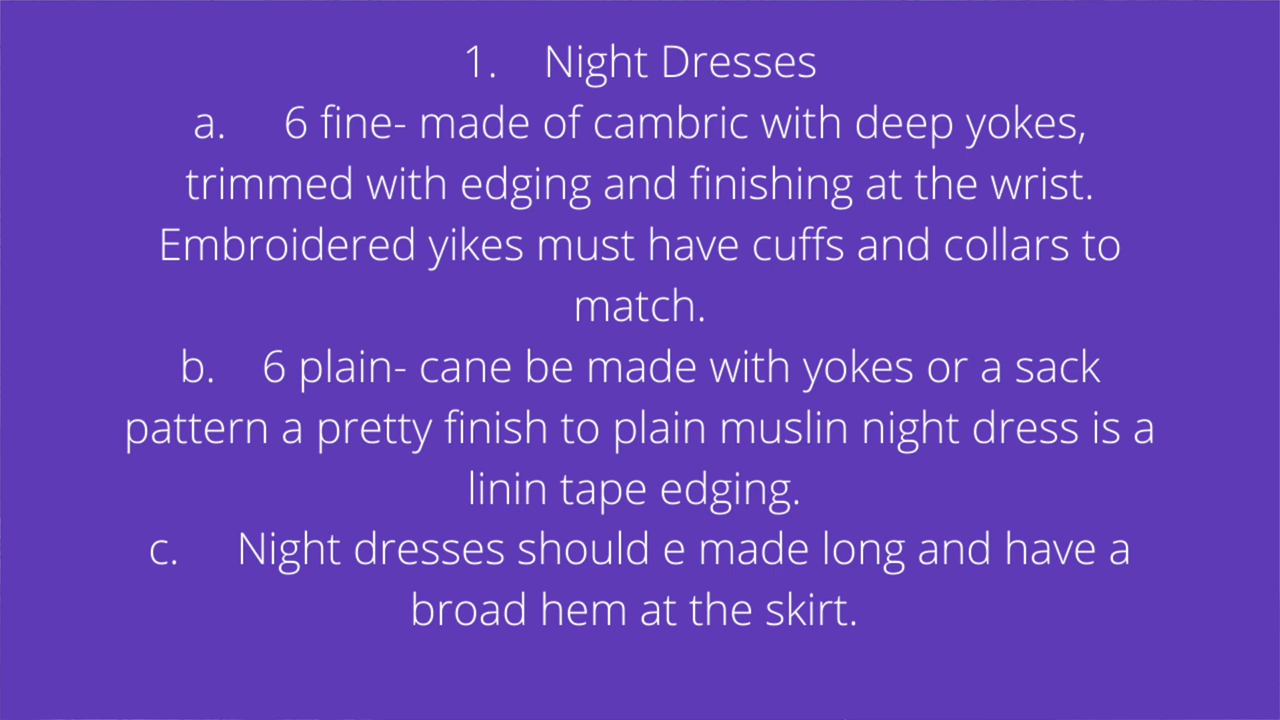 1. Night Dresses
a. 6 fine- made of cambric with deep yokes,
trimmed with edging and finishing at the wrist.
Embroidered yikes must have cuffs and collars to
match.
b. 6 plain- cane be made with yokes or a sack
pattern a pretty finish to plain muslin night dress is a
linin tape edging.
c. Night dresses should e made long and have a
broad hem at the skirt.